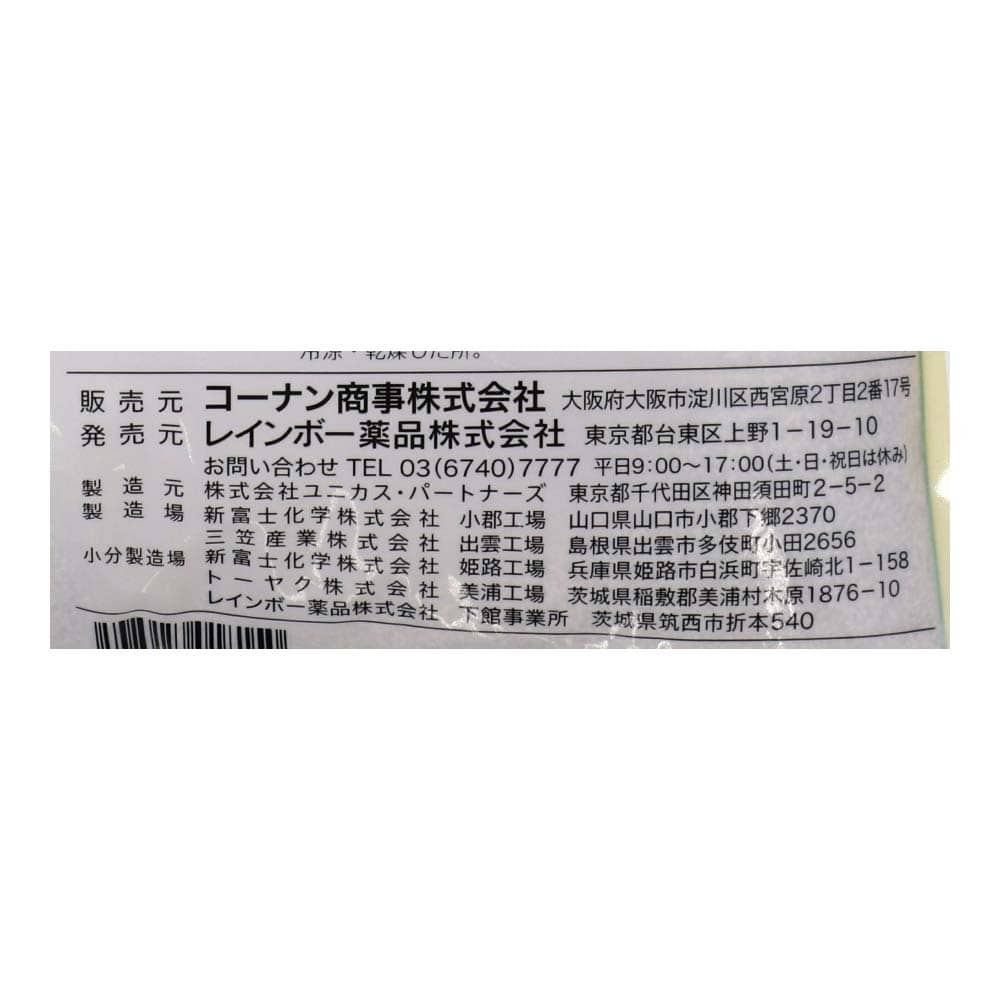 冷涼・乾燥した所。
販売元 コーナン商事株式会社 大阪府大阪市淀川区西宮原2丁目2番17号
発売元 レインボー薬品株式会社 東京都台東区上野1-19-10
お問い合わせ TEL 03(6740)7777 平日9:00~17:00(土・日・祝日は休み)
製造元 株式会社ユニカス・パートナーズ 東京都千代田区神田須田町2-5-2
製造場 新富士化学株式会社 小郡工場 山口県山口市小郡下郷2370
三笠産業株式会社 出雲工場 島根県出雲市多伎町小田2656
小分製造場 新富士化学株式会社 姫路工場 兵庫県姫路市白浜町宇佐崎北1-158
トーヤク株式会社 美浦工場 茨城県稲敷郡美浦村木原1876-10
レインボー薬品株式会社 下館事業所 茨城県筑西市折本540